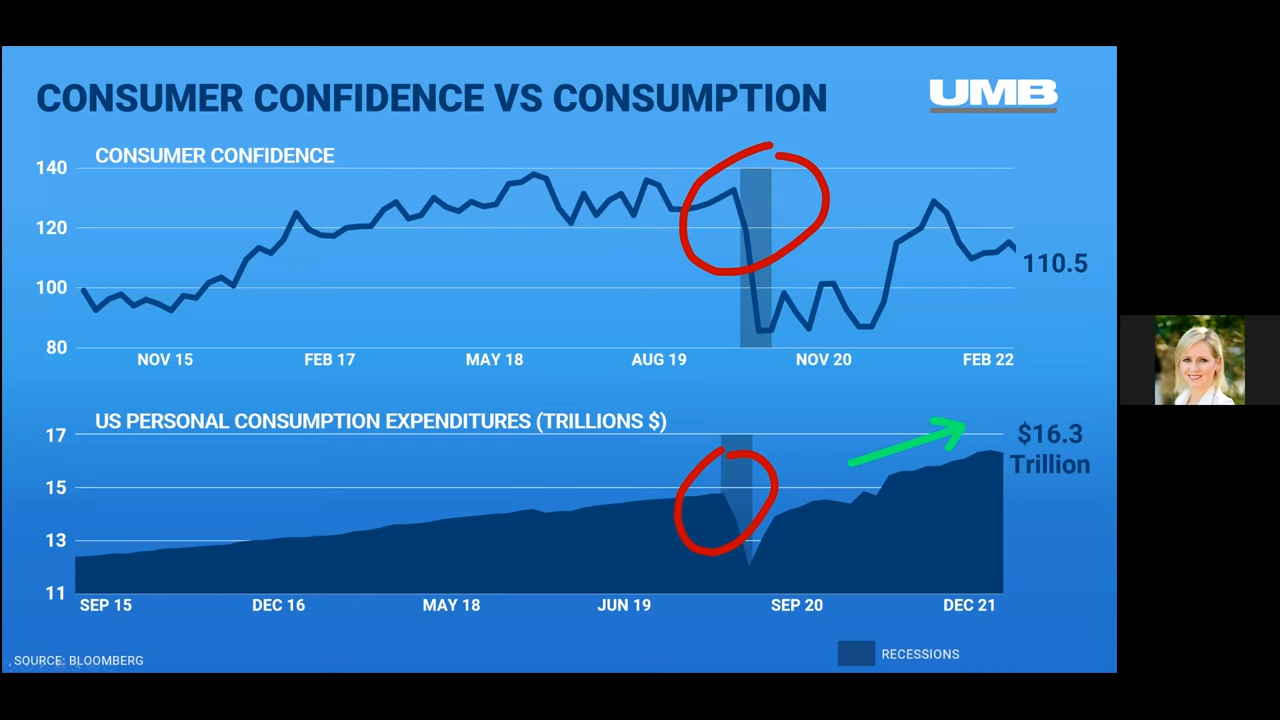 CONSUMER CONFIDENCE VS CONSUMPTION
UMB
CONSUMER CONFIDENCE
140
120
100
80
110.5
NOV 15 FEB 17 MAY 18 AUG 19 NOV 20 FEB 22
US PERSONAL CONSUMPTION EXPENDITURES (TRILLIONS $)
17
15
13
11
$16.3
Trillion
SEP 15 DEC 16 MAY 18 JUN 19 SEP 20 DEC 21
SOURCE: BLOOMBERG
RECESSIONS